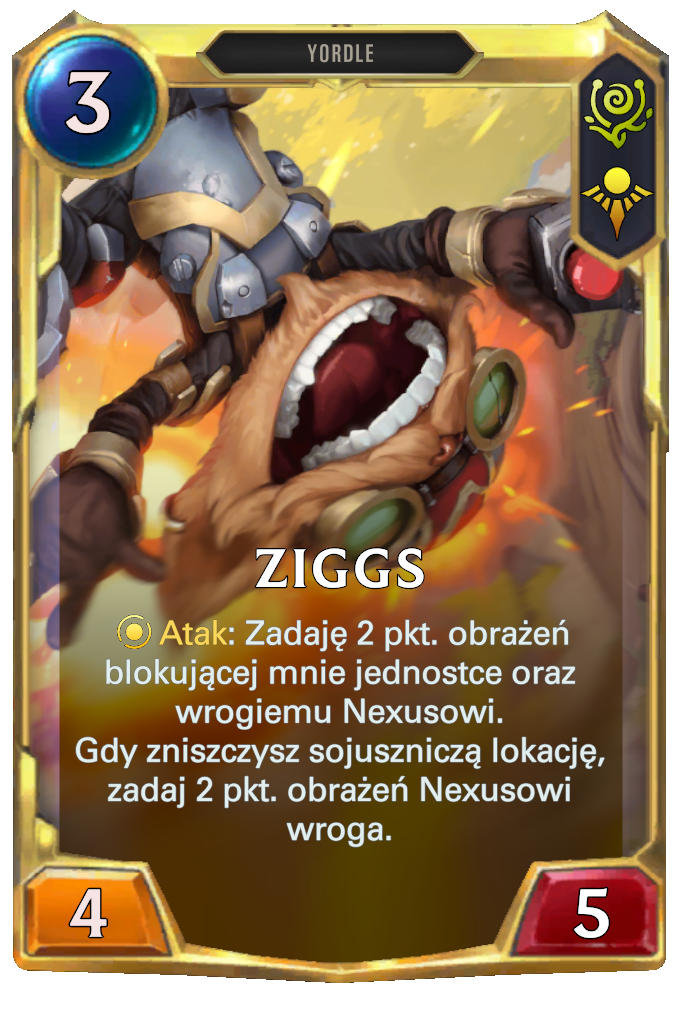 YORDLE
3
ZIGGS
Atak: Zadaję 2 pkt. obrażeń
blokującej mnie jednostce oraz
wrogiemu Nexusowi.
Gdy zniszczysz sojuszniczą lokację,
zadaj 2 pkt. obrażeń Nexusowi
wroga.
4
5